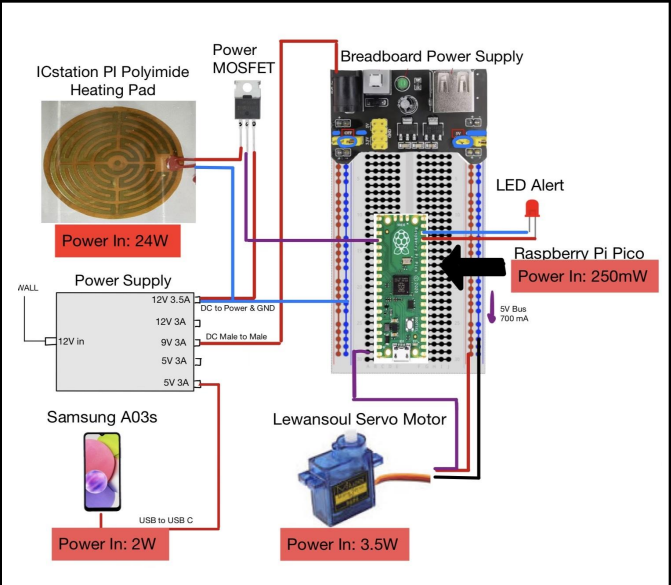 Power
MOSFET
Breadboard Power Supply
ICstation PI Polyimide
Heating Pad
LED Alert
Power In: 24W
Raspberry Pi Pico
Power In: 250mW
Power Supply
WALL
12V 3.5A
DC to Power & GND
5V Bus
700 mA
12V 3A
DC Male to Male
12V in
9V 3A
5V 3A
5V 3A
Samsung A03s
Lewansoul Servo Motor
USB to USB C
Power In: 2W
Power In: 3.5W